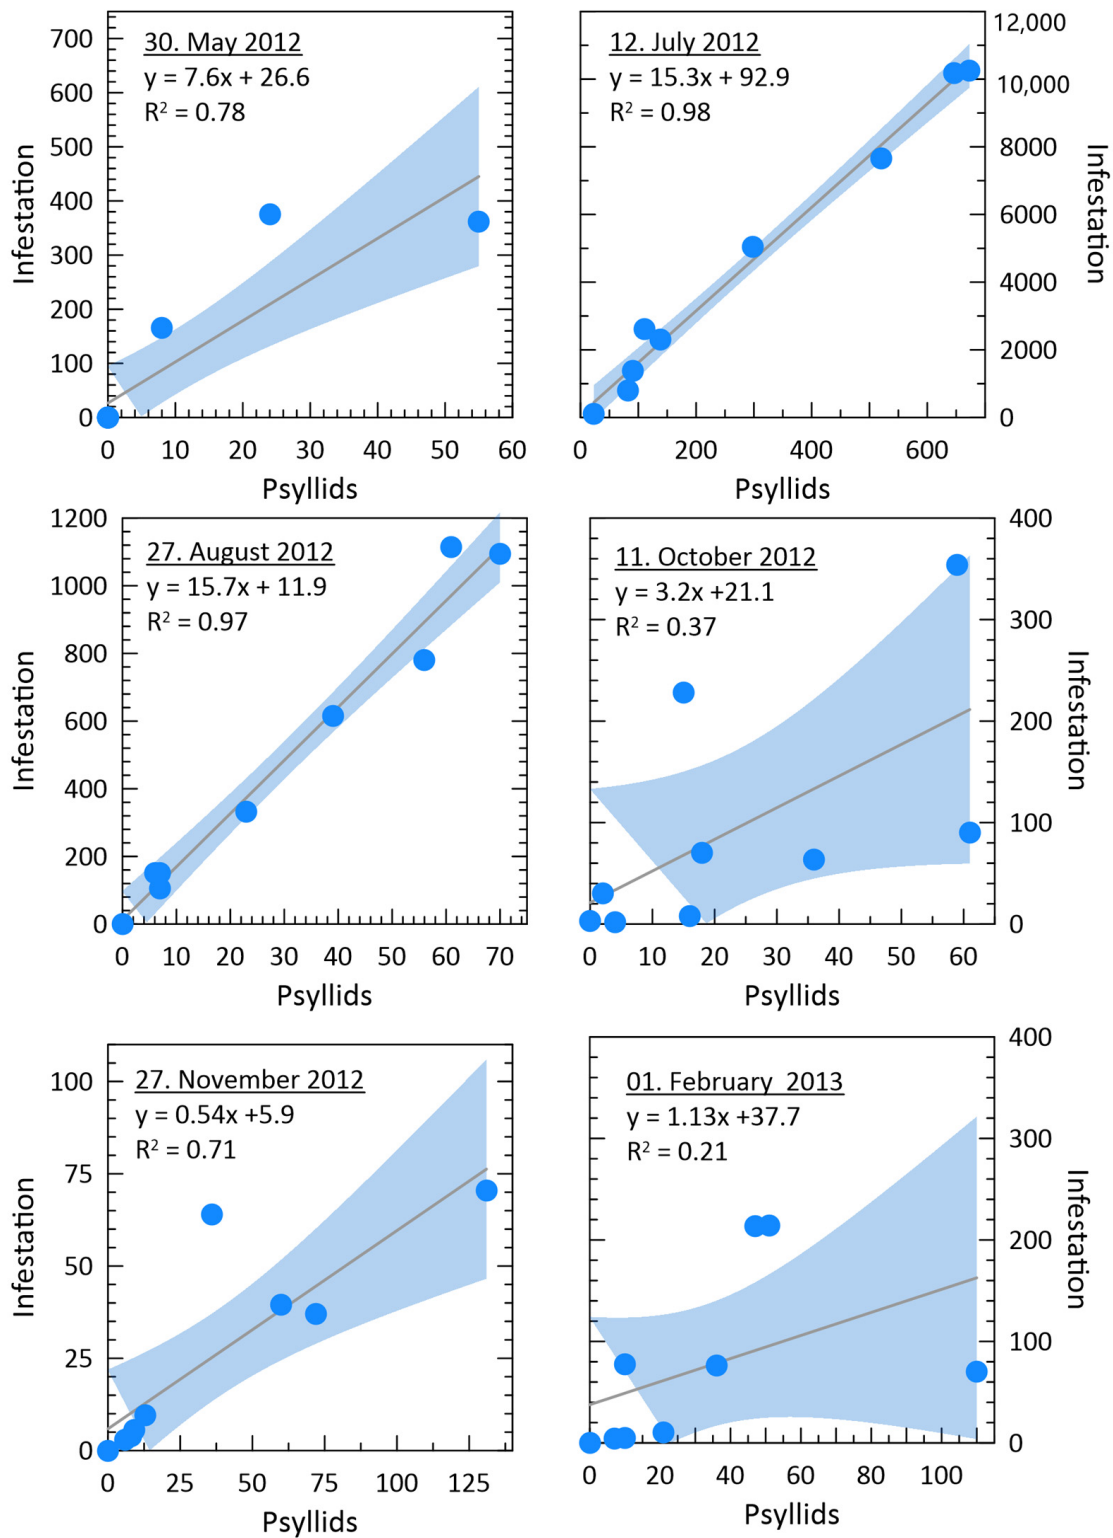 30. May 2012
y = 7.6x + 26.6
R² = 0.78
700
600
500
400
300
200
100
0
Infestation
0 10 20 30 40 50 60
Psyllids
12. July 2012
y = 15.3x + 92.9
R² = 0.98
12,000
10,000
8000
6000
4000
2000
0
Infestation
0 200 400 600
Psyllids
27. August 2012
y = 15.7x + 11.9
R² = 0.97
1200
1000
800
600
400
200
0
Infestation
0 10 20 30 40 50 60 70
Psyllids
11. October 2012
y = 3.2x +21.1
R² = 0.37
400
300
200
100
0
Infestation
0 10 20 30 40 50 60
Psyllids
27. November 2012
y = 0.54x +5.9
R² = 0.71
100
75
50
25
0
Infestation
0 25 50 75 100 125
Psyllids
01. February 2013
y = 1.13x +37.7
R² = 0.21
400
300
200
100
0
Infestation
0 20 40 60 80 100
Psyllids